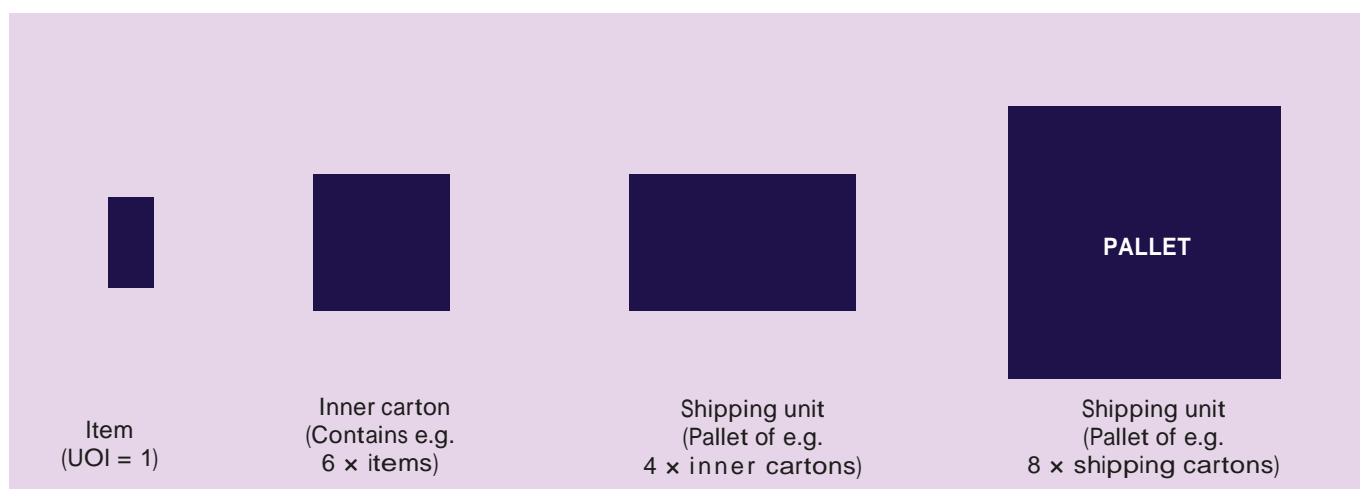 PALLET
Item
(UOI = 1)
Inner carton
(Contains e.g.
6 × items)
Shipping unit
(Pallet of e.g.
4 × inner cartons)
Shipping unit
(Pallet of e.g.
8 × shipping cartons)